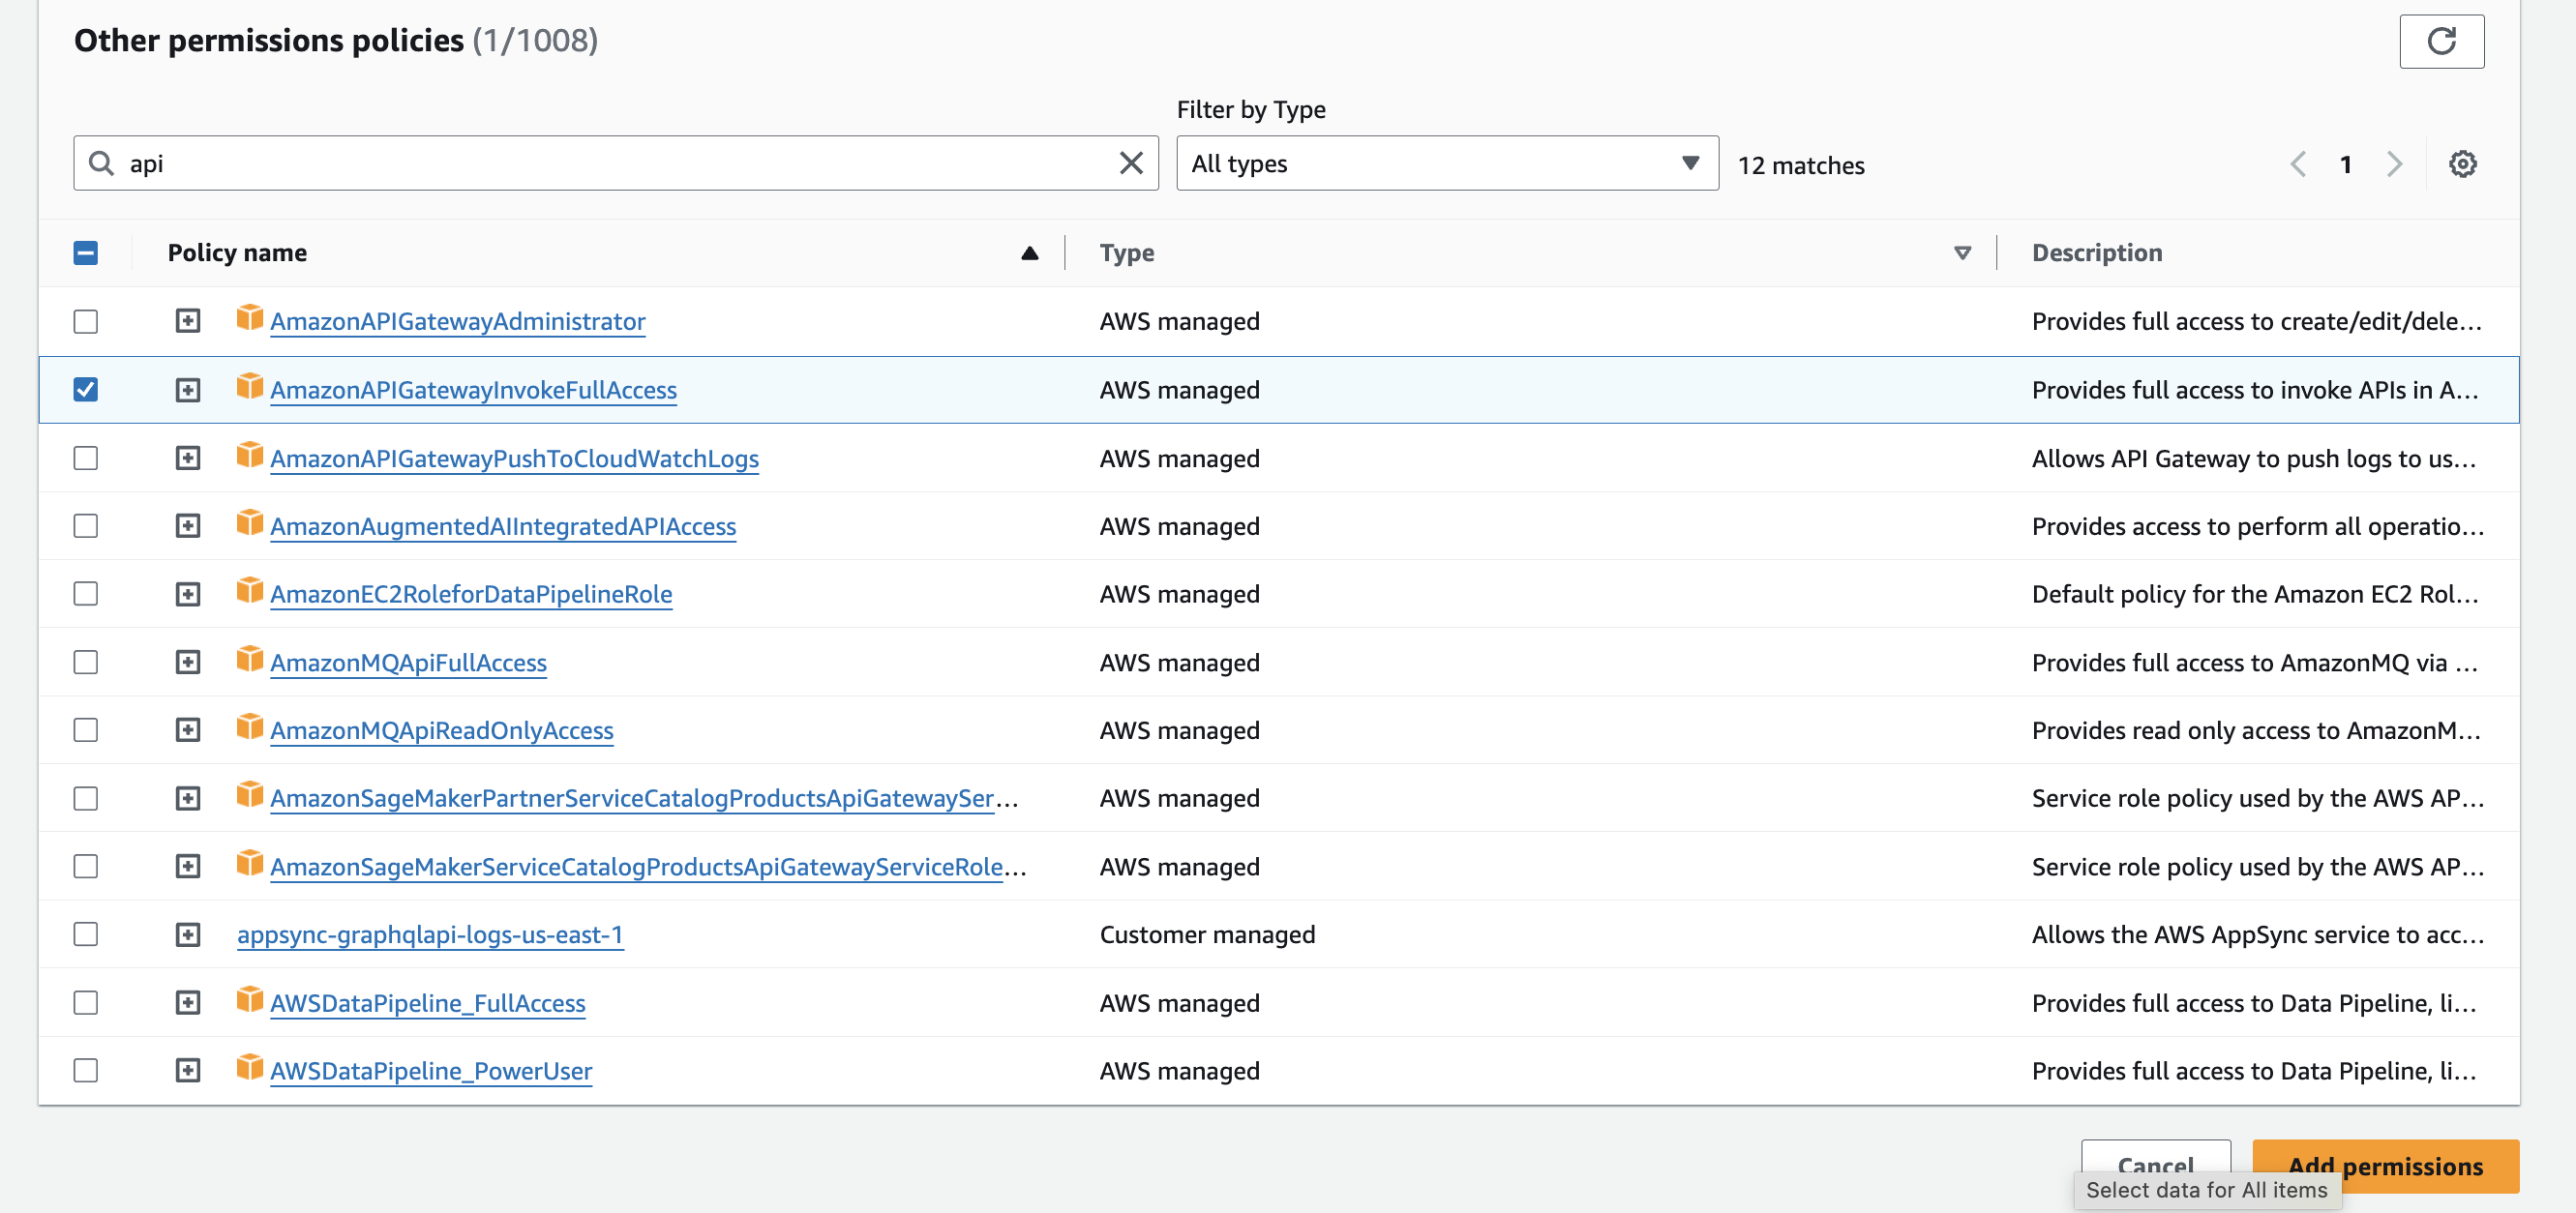 Other permissions policies (1/1008)
Filter by Type
api
All types
12 matches
1
Policy name
Type
Description
AmazonAPIGatewayAdministrator
AWS managed
Provides full access to create/edit/dele...
AmazonAPIGatewayInvokeFullAccess
AWS managed
Provides full access to invoke APIs in A...
AmazonAPIGatewayPushToCloudWatchLogs
AWS managed
Allows API Gateway to push logs to us...
AmazonAugmentedAIIntegratedAPIAccess
AWS managed
Provides access to perform all operatio...
AmazonEC2RoleforDataPipelineRole
AWS managed
Default policy for the Amazon EC2 Rol...
AmazonMQApiFullAccess
AWS managed
Provides full access to AmazonMQ via ...
AmazonMQApiReadOnlyAccess
AWS managed
Provides read only access to AmazonM...
AmazonSageMakerPartnerServiceCatalogProductsApiGatewaySer...
AWS managed
Service role policy used by the AWS AP...
AmazonSageMakerServiceCatalogProductsApiGatewayServiceRole...
AWS managed
Service role policy used by the AWS AP...
appsync-graphqlapi-logs-us-east-1
Customer managed
Allows the AWS AppSync service to acc...
AWSDataPipeline_FullAccess
AWS managed
Provides full access to Data Pipeline, li...
AWSDataPipeline_PowerUser
AWS managed
Provides full access to Data Pipeline, li...
Cancel
Add permissions
Select data for All items